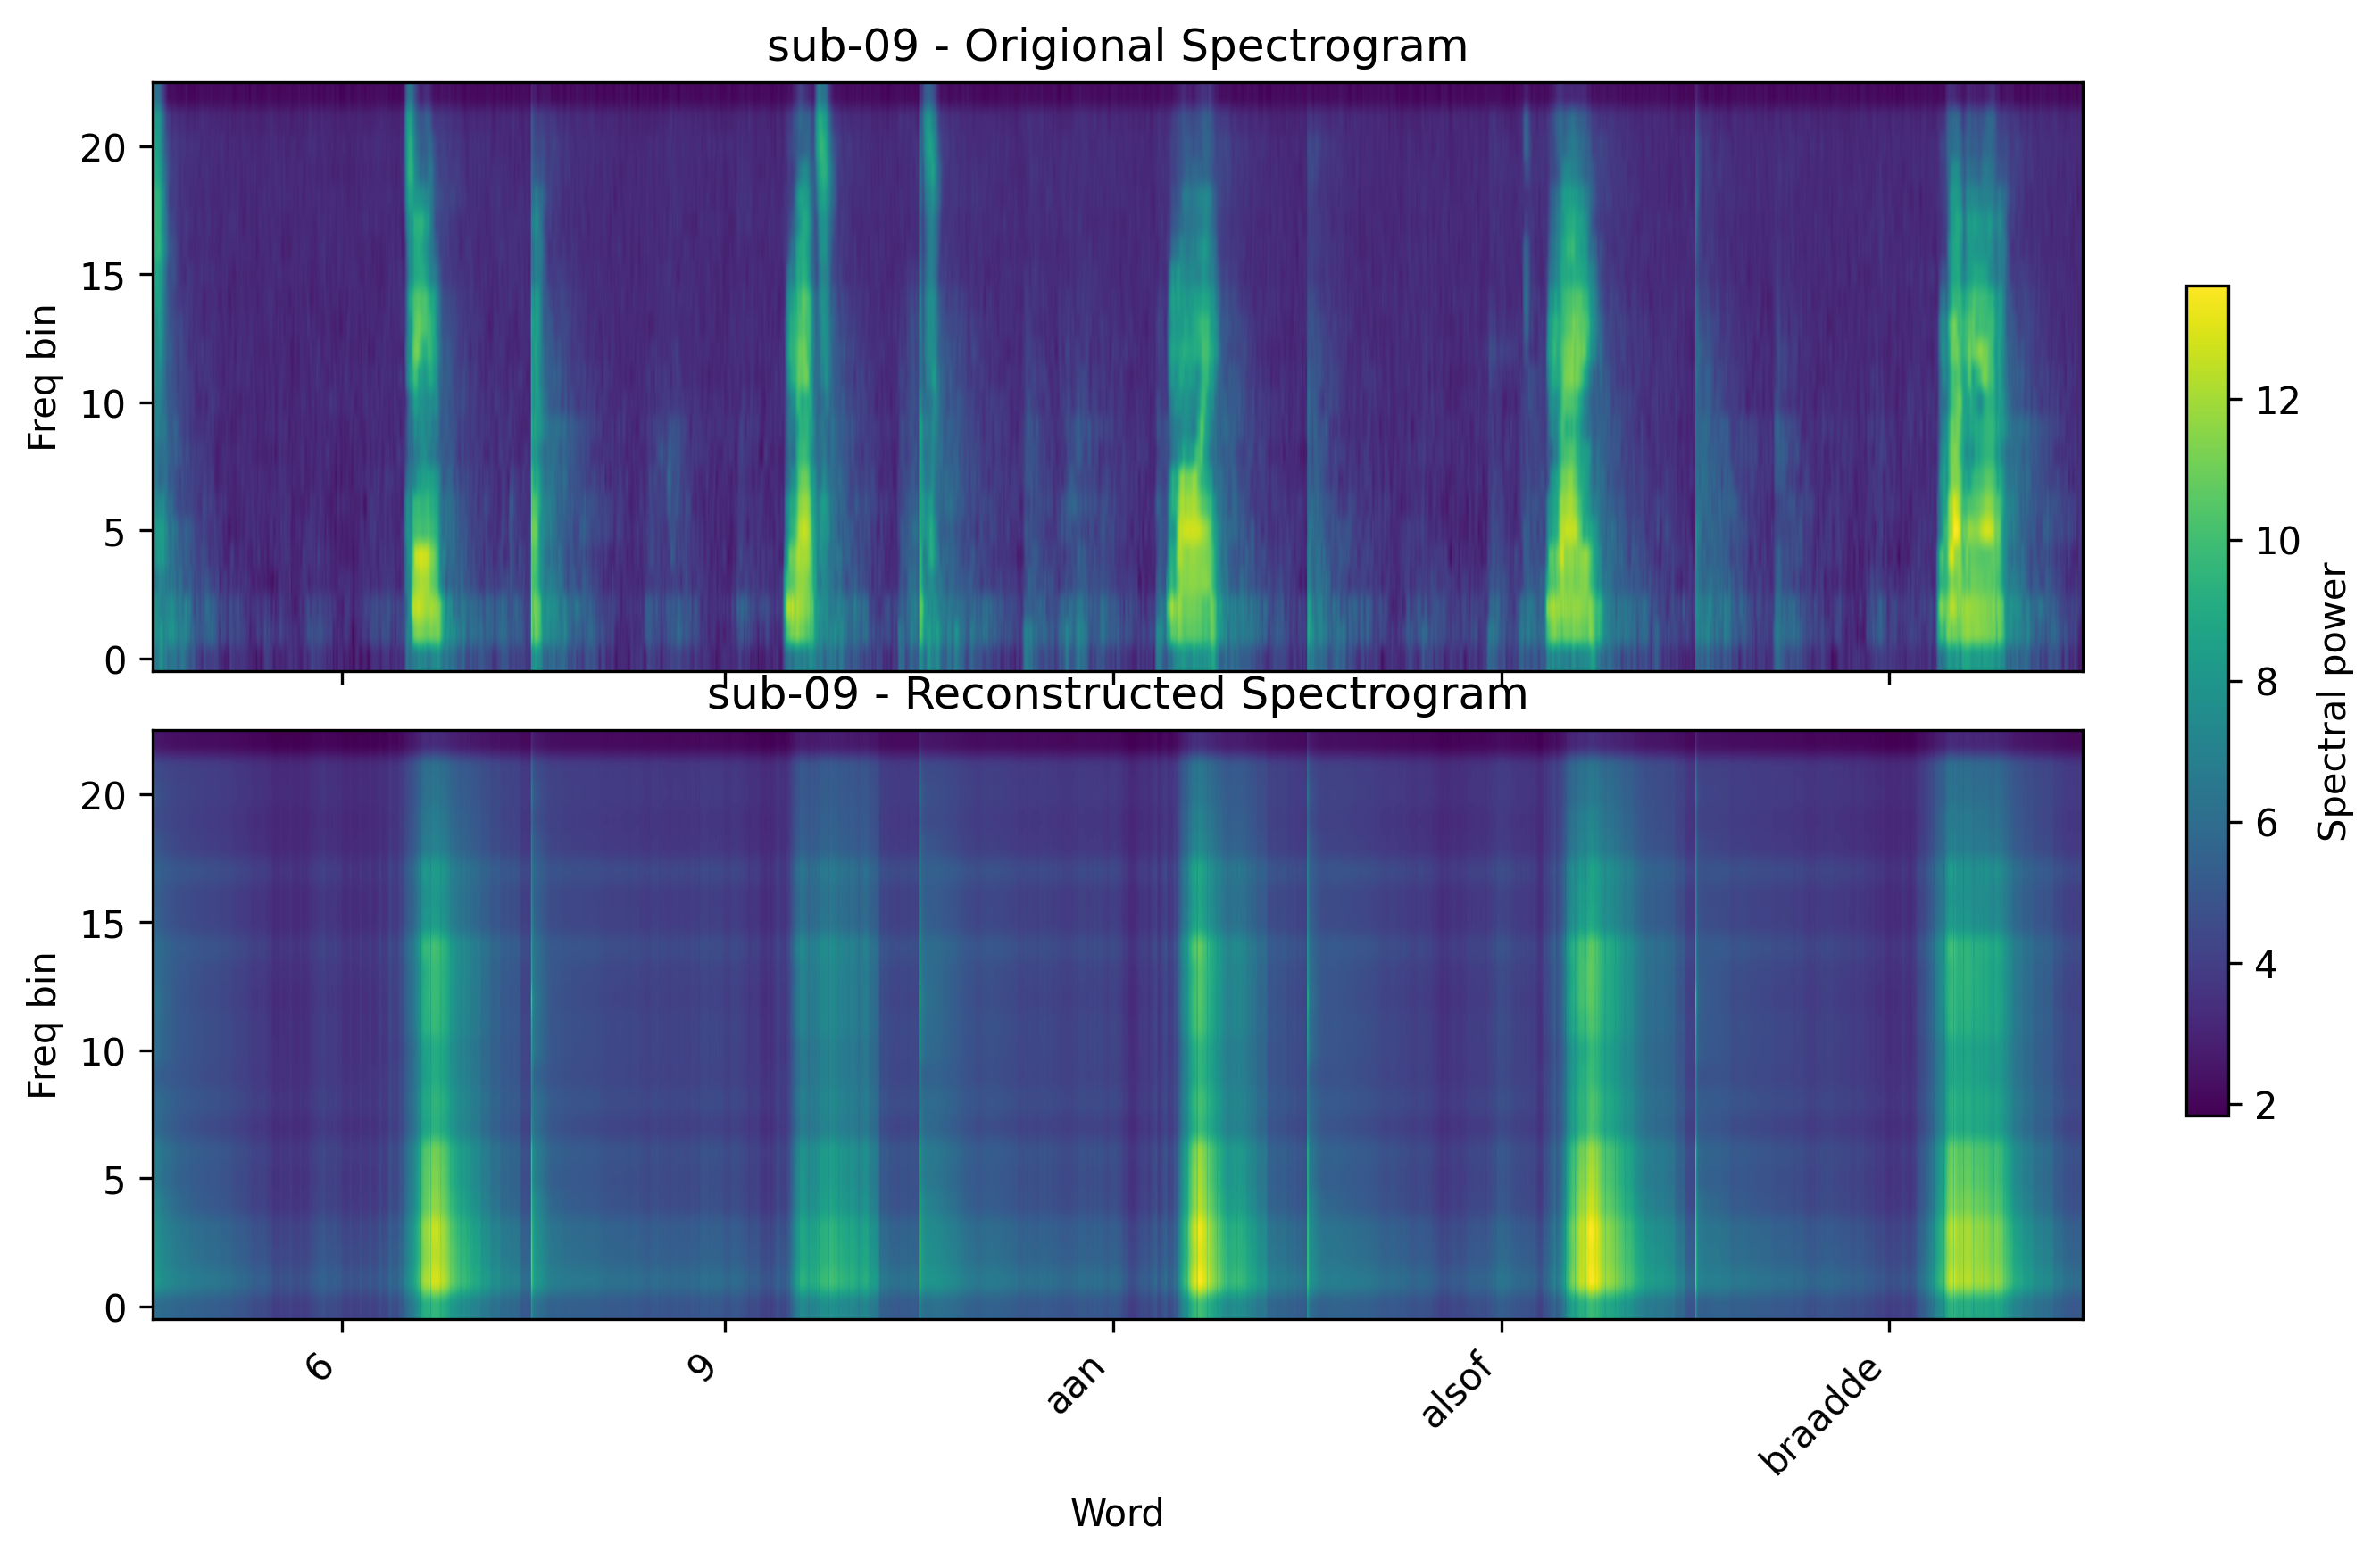 sub-09 - Origional Spectrogram
20
15
10
5
0
Freq bin
sub-09 - Reconstructed Spectrogram
20
15
10
5
0
Freq bin
6
9
aan
alsof
braadde
Word
12
10
8
6
4
2
Spectral power